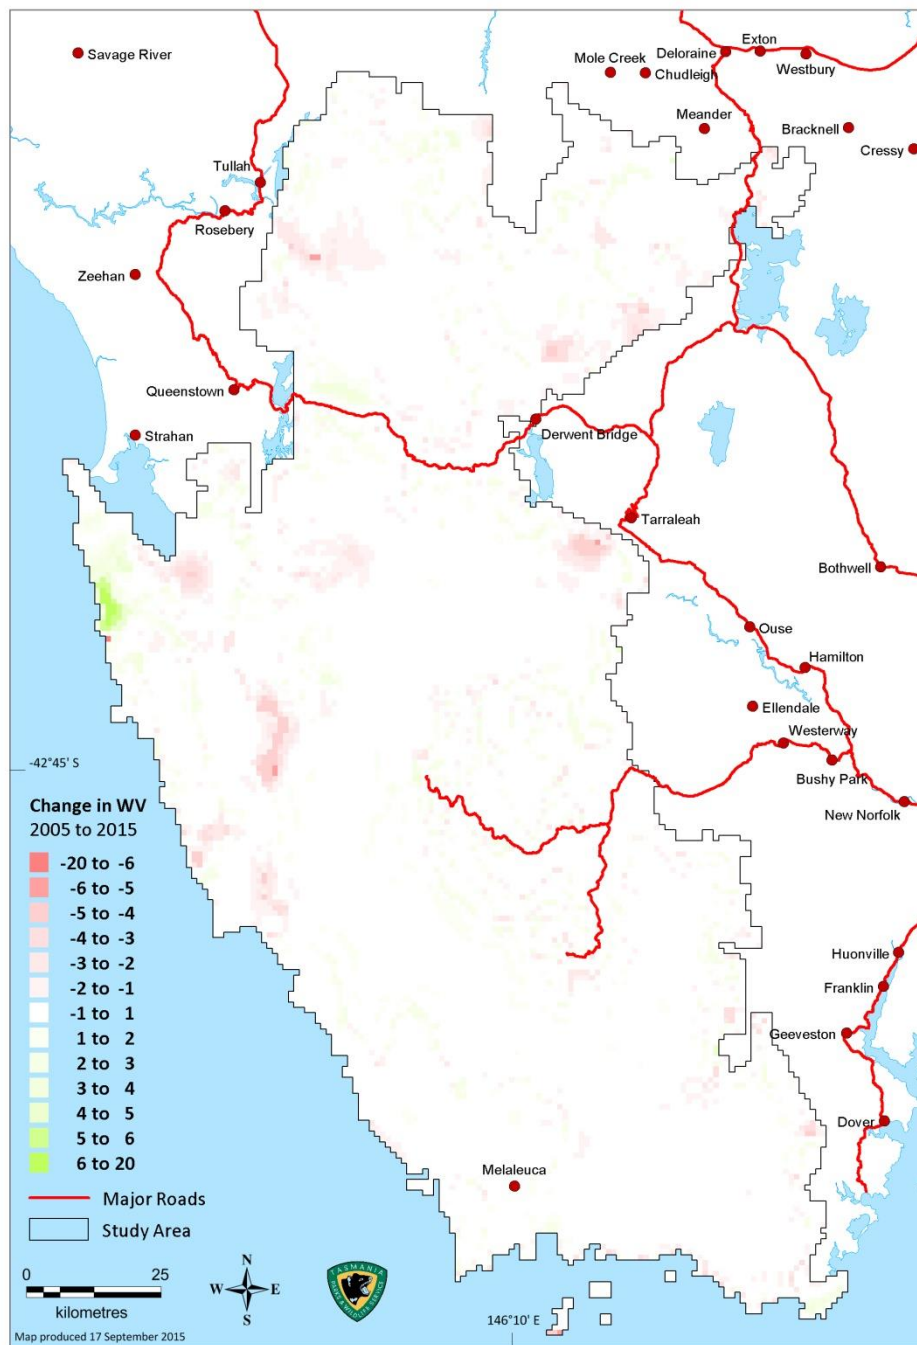 Savage River
Exton
Deloraine
Mole Creek
Chudleigh
Westbury
Meander
Bracknell
Cressy
Tullah
Rosebery
Zeehan
Queenstown
Strahan
Derwent Bridge
Tarraleah
Bothwell
Ouse
Hamilton
Ellendale
Westerway
Bushy Park
New Norfolk
-42°45' S
Change in WV
2005 to 2015
-20 to -6
-6 to -5
-5 to -4
-4 to -3
-3 to -2
-2 to -1
-1 to 1
1 to 2
2 to 3
3 to 4
4 to 5
5 to 6
6 to 20
Major Roads
Study Area
Huonville
Franklin
Geeveston
Dover
Melaleuca
0 25
kilometres
N
W E
S
TASMANIA
PARKS & WILDLIFE SERVICE
146°10' E
Map produced 17 September 2015